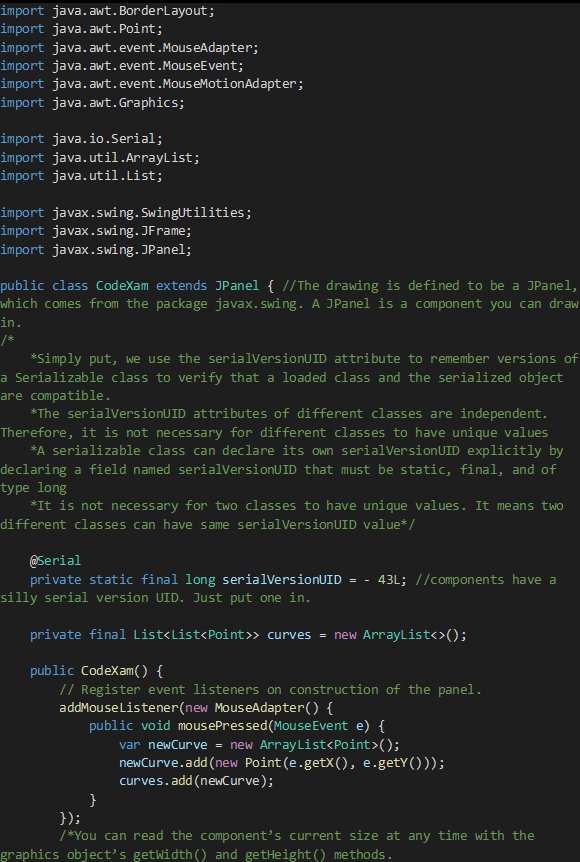 import java.awt.BorderLayout;
import java.awt.Point;
import java.awt.event.MouseAdapter;
import java.awt.event.MouseEvent;
import java.awt.event.MouseMotionAdapter;
import java.awt.Graphics;
import java.io.Serial;
import java.util.ArrayList;
import java.util.List;
import javax.swing.SwingUtilities;
import javax.swing.JFrame;
import javax.swing.JPanel;
public class CodeXam extends JPanel { //The drawing is defined to be a JPanel,
which comes from the package javax.swing. A JPanel is a component you can draw
in.
/*
    *Simply put, we use the serialVersionUID attribute to remember versions of
a Serializable class to verify that a loaded class and the serialized object
are compatible.
    *The serialVersionUID attributes of different classes are independent.
Therefore, it is not necessary for different classes to have unique values
    *A serializable class can declare its own serialVersionUID explicitly by
declaring a field named serialVersionUID that must be static, final, and of
type long
    *It is not necessary for two classes to have unique values. It means two
different classes can have same serialVersionUID value*/
    @Serial
    private static final long serialVersionUID = - 43L; //components have a
silly serial version UID. Just put one in.
    private final List<List<Point>> curves = new ArrayList<>();
    public CodeXam() {
        // Register event listeners on construction of the panel.
        addMouseListener(new MouseAdapter() {
            public void mousePressed(MouseEvent e) {
                var newCurve = new ArrayList<Point>();
                newCurve.add(new Point(e.getX(), e.getY()));
                curves.add(newCurve);
            }
        });
        /*You can read the component’s current size at any time with the
graphics object’s getWidth() and getHeight() methods.